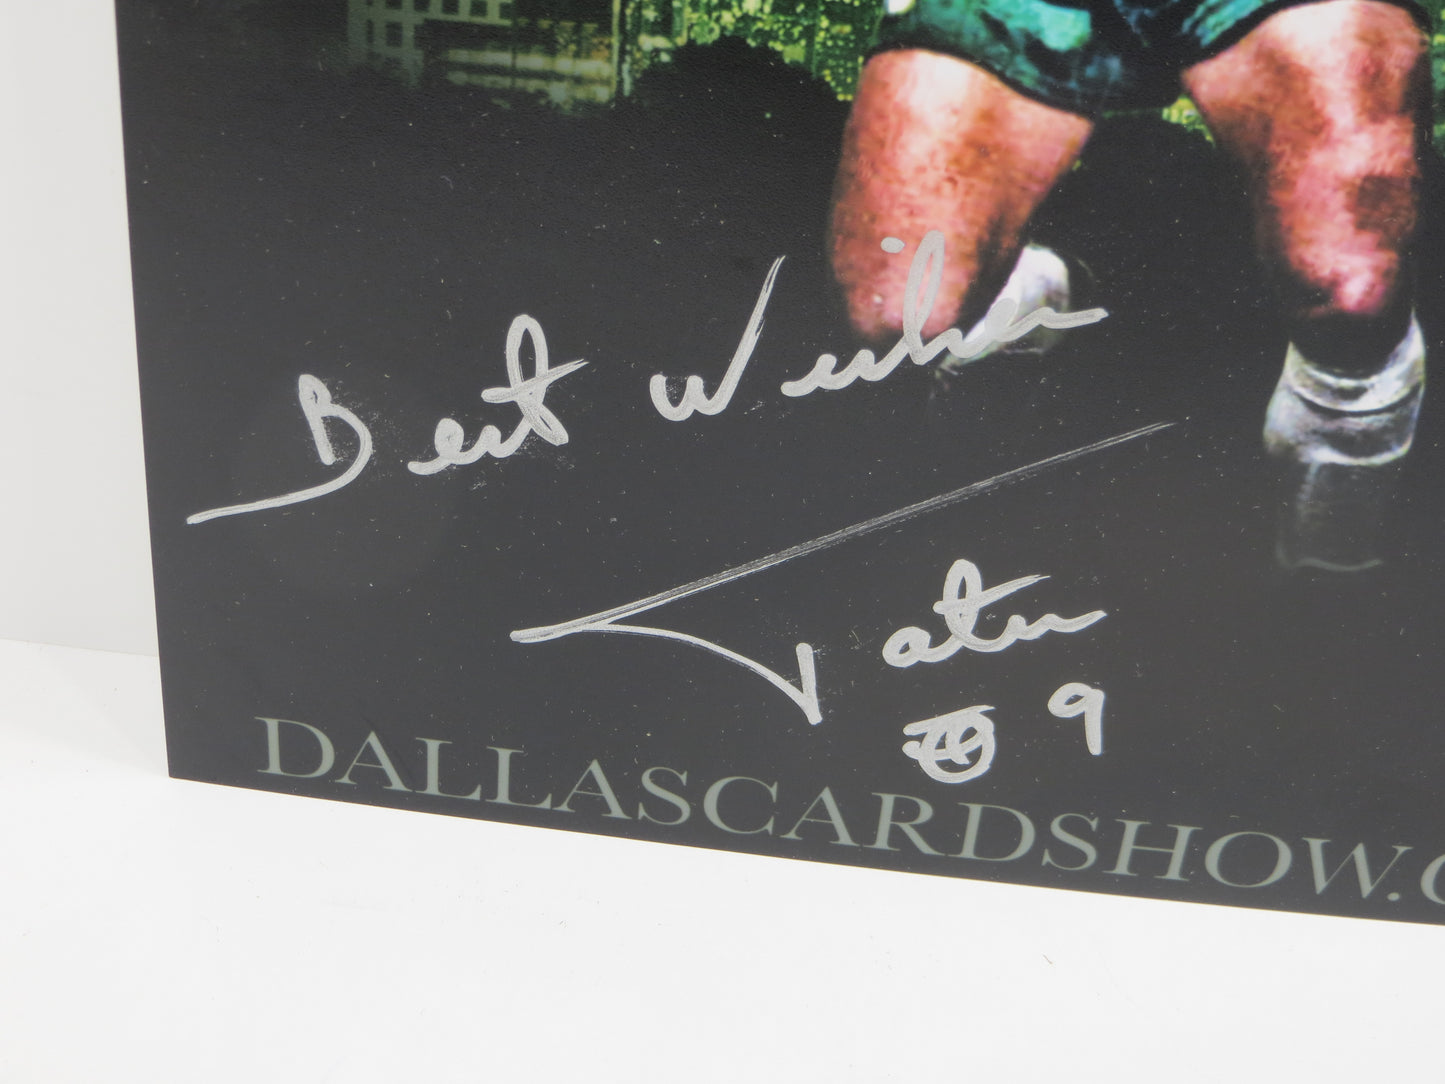 Best Wishes
Tatu
#9
DALLASCARDSHOW.C